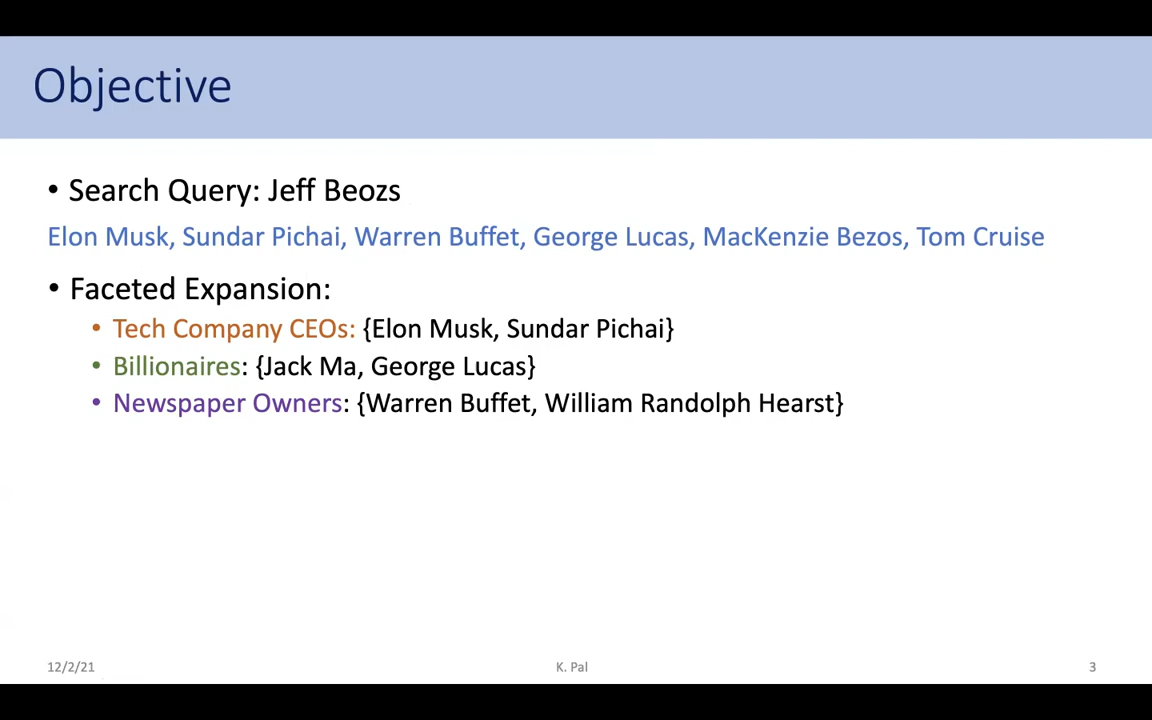 Objective
• Search Query: Jeff Beozs
Elon Musk, Sundar Pichai, Warren Buffet, George Lucas, MacKenzie Bezos, Tom Cruise
• Faceted Expansion:
• Tech Company CEOs: {Elon Musk, Sundar Pichai}
• Billionaires: {Jack Ma, George Lucas}
• Newspaper Owners: {Warren Buffet, William Randolph Hearst}
12/2/21 K. Pal 3